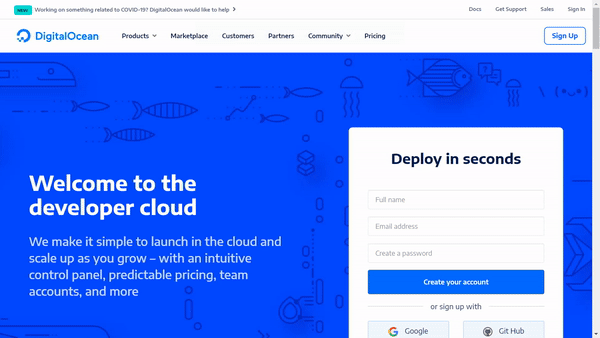 NEW Working on something related to COVID-19? DigitalOcean would like to help
Docs Get Support Sales Sign In
DigitalOcean Products Marketplace Customers Partners Community Pricing Sign Up
Welcome to the
developer cloud
We make it simple to launch in the cloud and
scale up as you grow – with an intuitive
control panel, predictable pricing, team
accounts, and more
Deploy in seconds
Full name
Email address
Create a password
Create your account
or sign up with
Google Git Hub